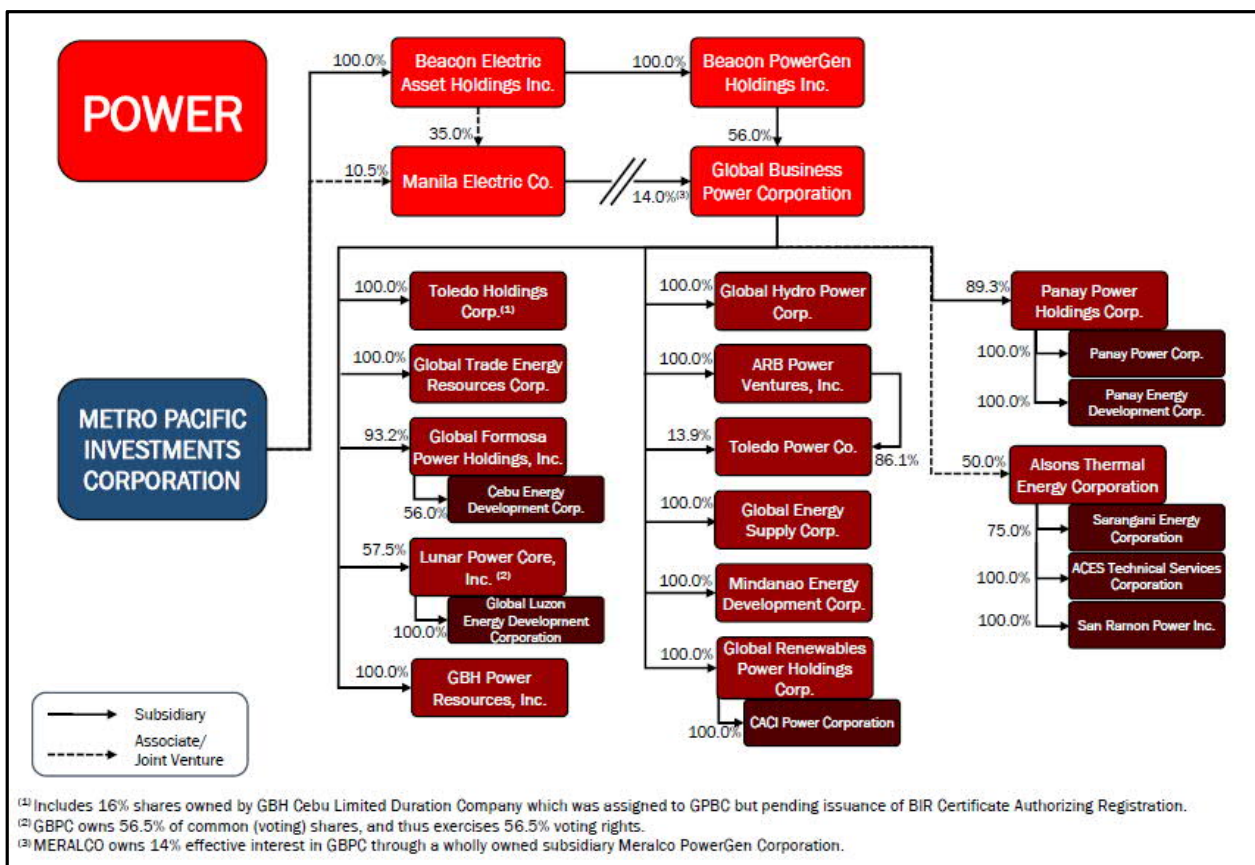 POWER
100.0%
Beacon Electric
Asset Holdings Inc.
100.0%
Beacon PowerGen
Holdings Inc.
35.0%
56.0%
10.5%
Manila Electric Co.
14.0%(3)
Global Business
Power Corporation
METRO PACIFIC
INVESTMENTS
CORPORATION
100.0%
Toledo Holdings
Corp.(1)
100.0%
Global Trade Energy
Resources Corp.
93.2%
Global Formosa
Power Holdings, Inc.
56.0%
Cebu Energy
Development Corp.
57.5%
Lunar Power Core,
Inc. (2)
100.0%
Global Luzon
Energy Development
Corporation
100.0%
GBH Power
Resources, Inc.
100.0%
Global Hydro Power
Corp.
100.0%
ARB Power
Ventures, Inc.
13.9%
Toledo Power Co.
86.1%
100.0%
Global Energy
Supply Corp.
100.0%
Mindanao Energy
Development Corp.
100.0%
Global Renewables
Power Holdings
Corp.
100.0%
CACI Power Corporation
89.3%
Panay Power
Holdings Corp.
100.0%
Panay Power Corp.
100.0%
Panay Energy
Development Corp.
50.0%
Alsons Thermal
Energy Corporation
75.0%
Sarangani Energy
Corporation
100.0%
ACES Technical Services
Corporation
100.0%
San Ramon Power Inc.
Subsidiary
Associate/
Joint Venture
(1) Includes 16% shares owned by GBH Cebu Limited Duration Company which was assigned to GPBC but pending issuance of BIR Certificate Authorizing Registration.
(2) GBPC owns 56.5% of common (voting) shares, and thus exercises 56.5% voting rights.
(3) MERALCO owns 14% effective interest in GBPC through a wholly owned subsidiary Meralco PowerGen Corporation.